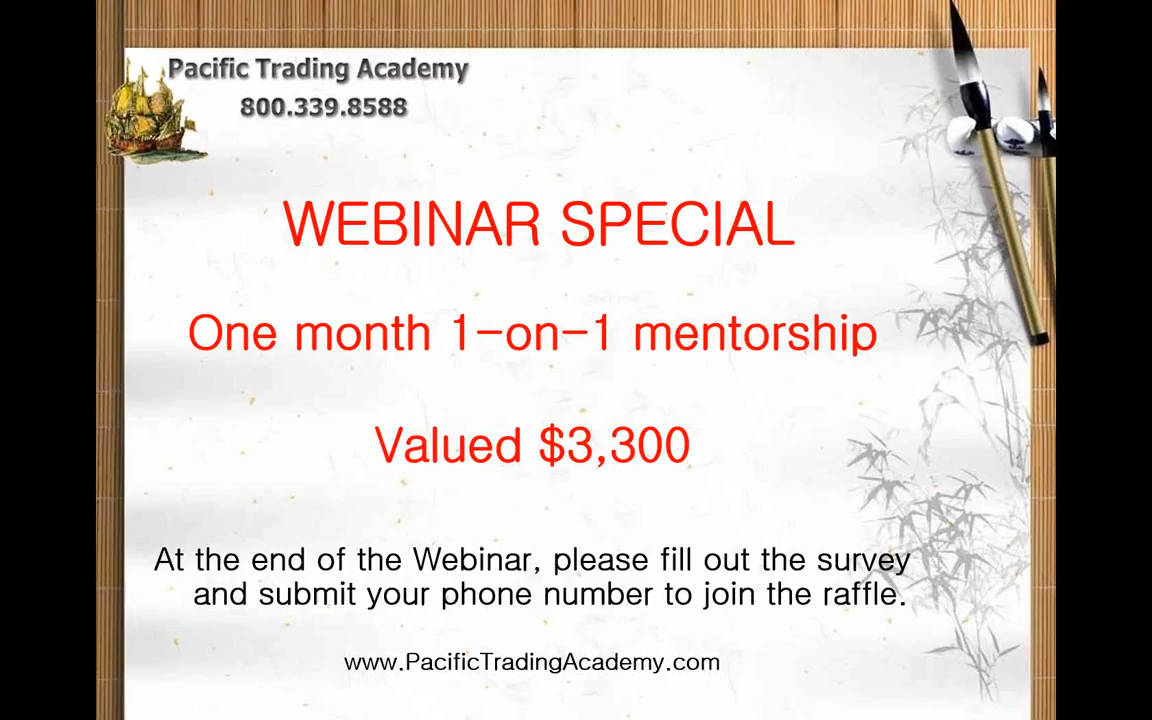 Pacific Trading Academy
800.339.8588
WEBINAR SPECIAL
One month 1-on-1 mentorship
Valued $3,300
At the end of the Webinar, please fill out the survey
and submit your phone number to join the raffle.
www.PacificTradingAcademy.com